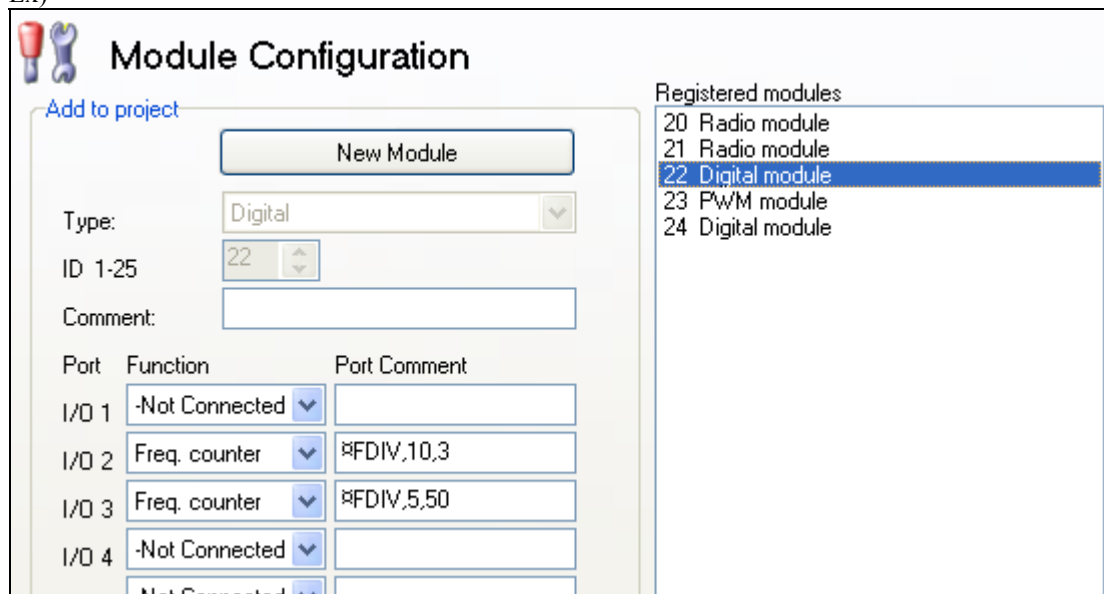 Ex)
Module Configuration
Add to project
New Module
Type: Digital
ID 1-25 22
Comment:
Port Function Port Comment
I/O 1 -Not Connected
I/O 2 Freq. counter ¤FDIV,10,3
I/O 3 Freq. counter ¤FDIV,5,50
I/O 4 -Not Connected
-Not Connected
Registered modules
20 Radio module
21 Radio module
22 Digital module
23 PWM module
24 Digital module